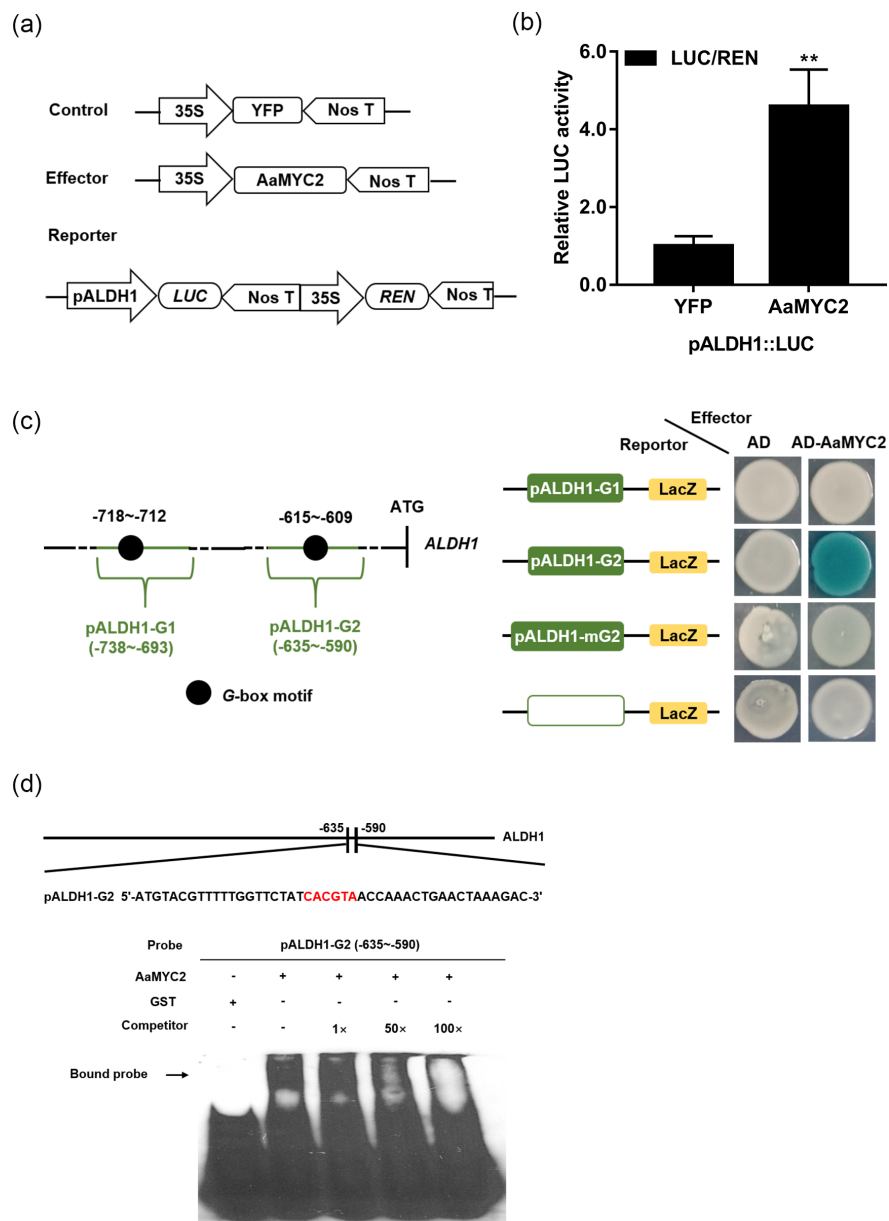 (a)
Control 35S YFP Nos T
Effector 35S AaMYC2 Nos T
Reporter
pALDH1 LUC Nos T 35S REN Nos T
(b)
LUC/REN
**
6.0
4.0
2.0
0.0
Relative LUC activity
YFP AaMYC2
pALDH1::LUC
(c)
-718~-712 -615~-609 ATG
ALDH1
pALDH1-G1 pALDH1-G2
(-738~-693) (-635~-590)
G-box motif
Effector
Reportor AD AD-AaMYC2
pALDH1-G1 LacZ
pALDH1-G2 LacZ
pALDH1-mG2 LacZ
LacZ
(d)
-635 -590 ALDH1
pALDH1-G2 5'-ATGTACGTTTTTGGTTCTATCACGTAACCAAACTGAACTAAAGAC-3'
Probe pALDH1-G2 (-635~-590)
AaMYC2 - + + + +
GST + - - - -
Competitor - - 1× 50× 100×
Bound probe